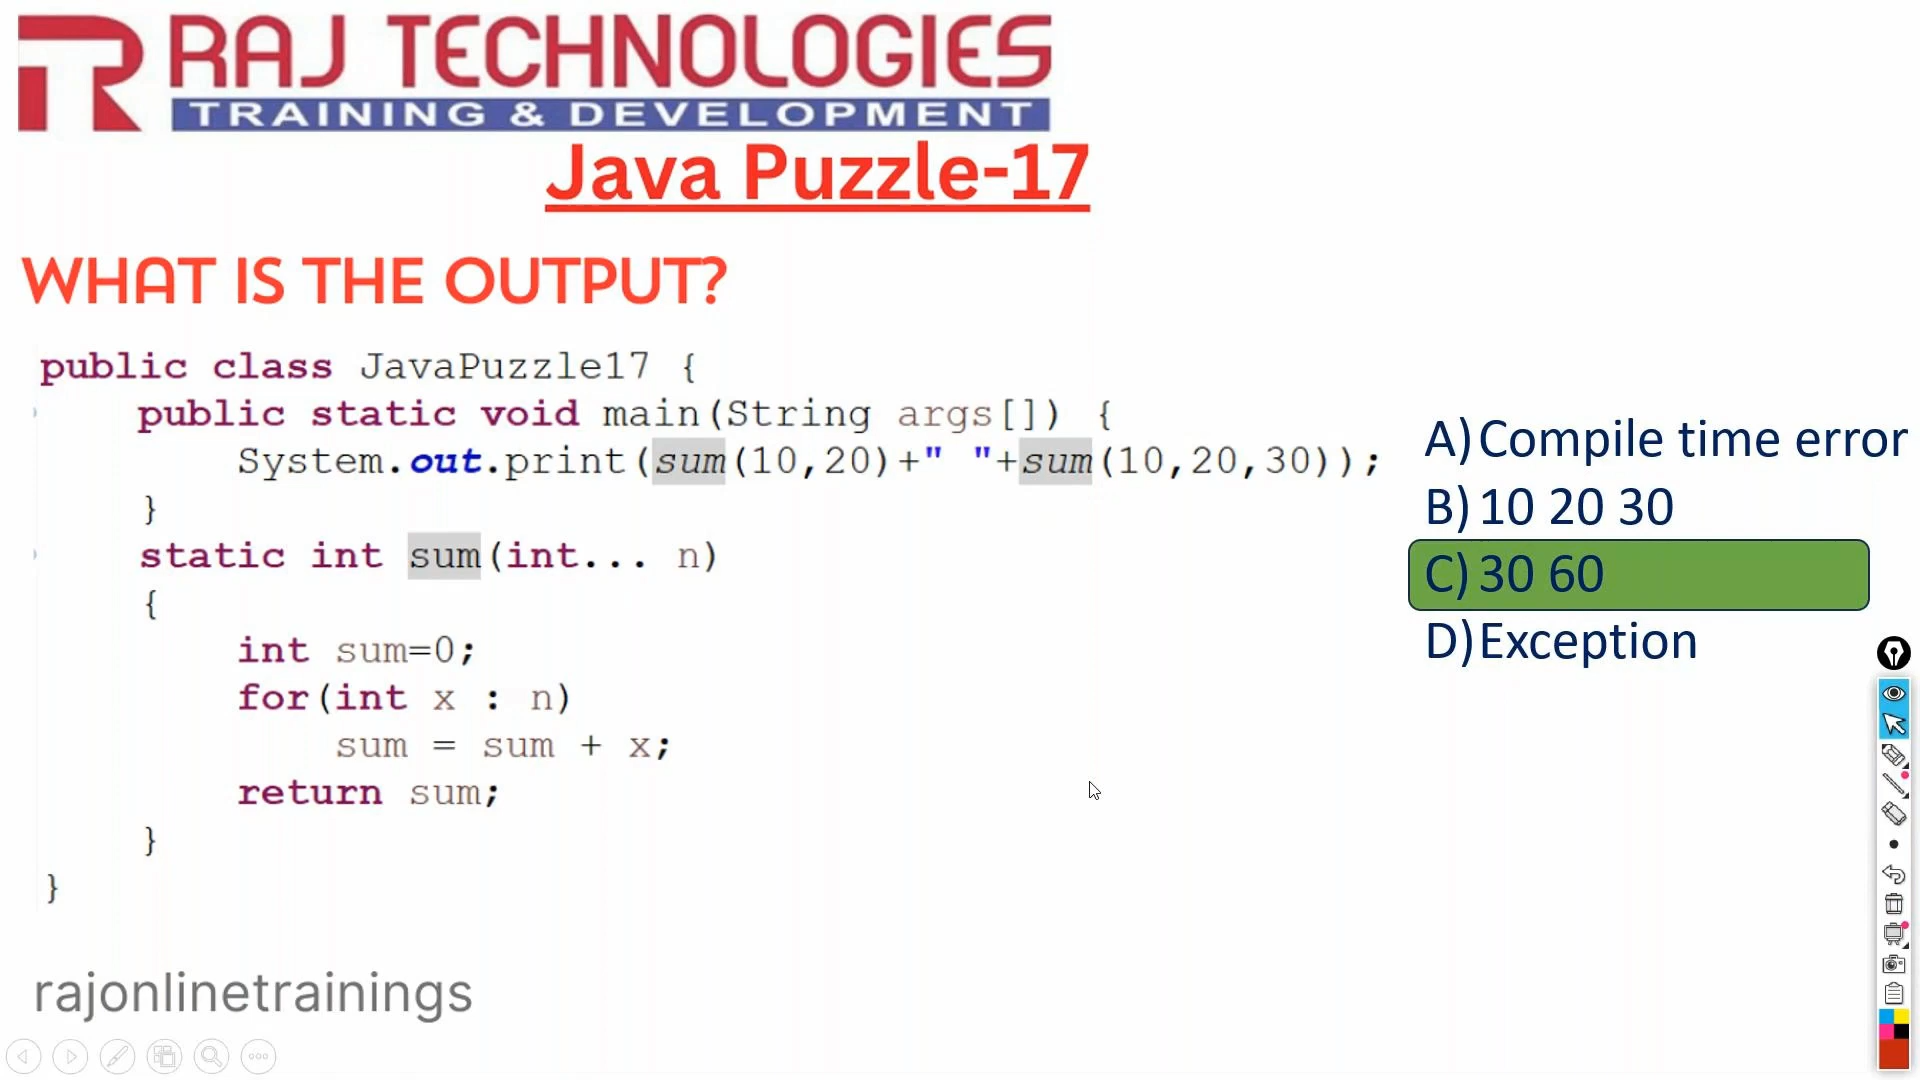 RAJ TECHNOLOGIES
TRAINING & DEVELOPMENT
Java Puzzle-17
WHAT IS THE OUTPUT?
public class JavaPuzzle17 {
public static void main(String args[]) {
System.out.print(sum(10,20)+" "+sum(10,20,30));
}
static int sum(int... n)
{
int sum=0;
for(int x : n)
sum = sum + x;
return sum;
}
}
A) Compile time error
B) 10 20 30
C) 30 60
D) Exception
rajonlinetrainings